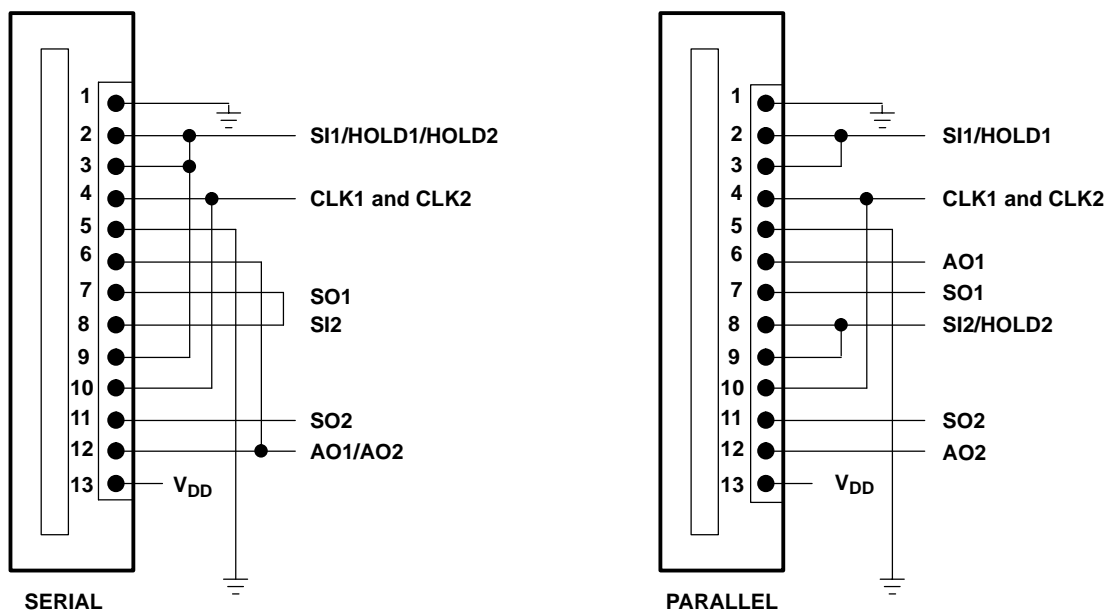 1
2
3
4
5
6
7
8
9
10
11
12
13
SI1/HOLD1/HOLD2
CLK1 and CLK2
SO1
SI2
SO2
AO1/AO2
VDD
SERIAL
1
2
3
4
5
6
7
8
9
10
11
12
13
SI1/HOLD1
CLK1 and CLK2
AO1
SO1
SI2/HOLD2
SO2
AO2
VDD
PARALLEL